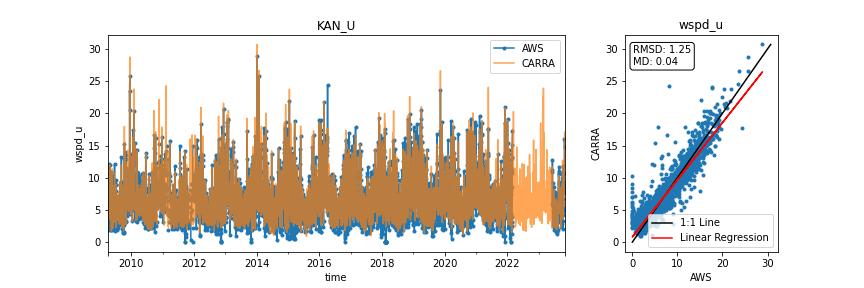 KAN_U
wspd_u
30
25
20
15
10
5
0
2010
2012
2014
2016
2018
2020
2022
time
AWS
CARRA
wspd_u
CARRA
30
25
20
15
10
5
0
0
10
20
30
AWS
RMSD: 1.25
MD: 0.04
1:1 Line
Linear Regression